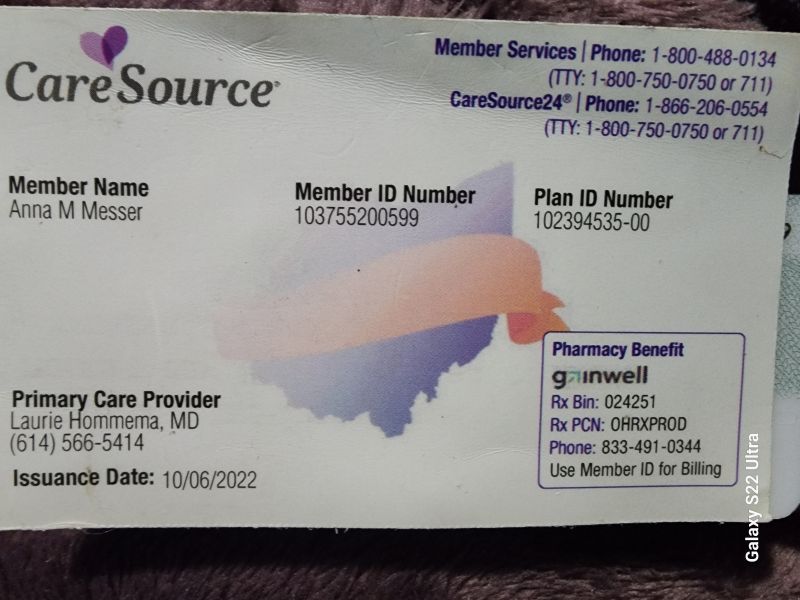 CareSource
Member Services | Phone: 1-800-488-0134
(TTY: 1-800-750-0750 or 711)
CareSource24® | Phone: 1-866-206-0554
(TTY: 1-800-750-0750 or 711)
Member Name
Anna M Messer
Member ID Number
103755200599
Plan ID Number
102394535-00
Primary Care Provider
Laurie Hommema, MD
(614) 566-5414
Issuance Date: 10/06/2022
Pharmacy Benefit
gainwell
Rx Bin: 024251
Rx PCN: OHRXPROD
Phone: 833-491-0344
Use Member ID for Billing
Galaxy S22 Ultra